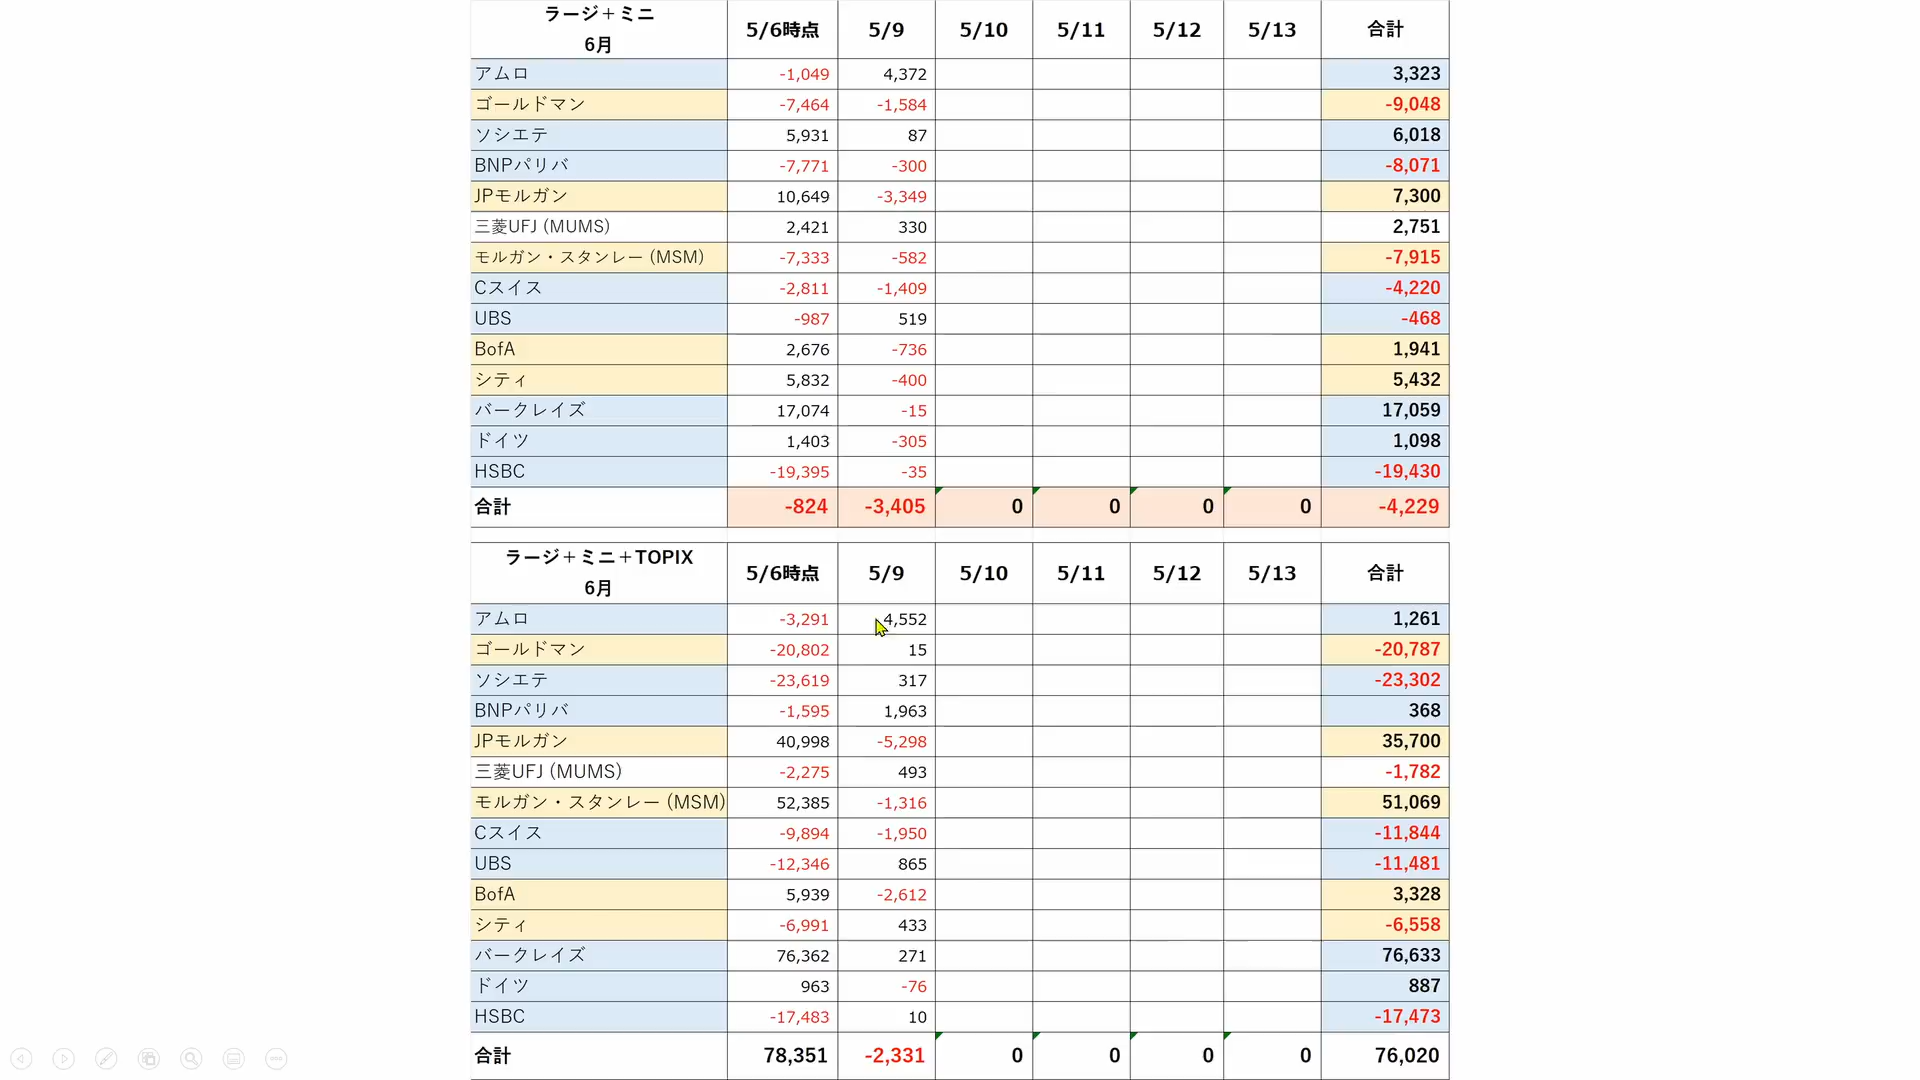 ラージ＋ミニ
6月 5/6時点 5/9 5/10 5/11 5/12 5/13 合計
アムロ -1,049 4,372 3,323
ゴールドマン -7,464 -1,584 -9,048
ソシエテ 5,931 87 6,018
BNPパリバ -7,771 -300 -8,071
JPモルガン 10,649 -3,349 7,300
三菱UFJ (MUMS) 2,421 330 2,751
モルガン・スタンレー (MSM) -7,333 -582 -7,915
Cスイス -2,811 -1,409 -4,220
UBS -987 519 -468
BofA 2,676 -736 1,941
シティ 5,832 -400 5,432
バークレイズ 17,074 -15 17,059
ドイツ 1,403 -305 1,098
HSBC -19,395 -35 -19,430
合計 -824 -3,405 0 0 0 0 -4,229
ラージ＋ミニ＋TOPIX
6月 5/6時点 5/9 5/10 5/11 5/12 5/13 合計
アムロ -3,291 4,552 1,261
ゴールドマン -20,802 15 -20,787
ソシエテ -23,619 317 -23,302
BNPパリバ -1,595 1,963 368
JPモルガン 40,998 -5,298 35,700
三菱UFJ (MUMS) -2,275 493 -1,782
モルガン・スタンレー (MSM) 52,385 -1,316 51,069
Cスイス -9,894 -1,950 -11,844
UBS -12,346 865 -11,481
BofA 5,939 -2,612 3,328
シティ -6,991 433 -6,558
バークレイズ 76,362 271 76,633
ドイツ 963 -76 887
HSBC -17,483 10 -17,473
合計 78,351 -2,331 0 0 0 0 76,020